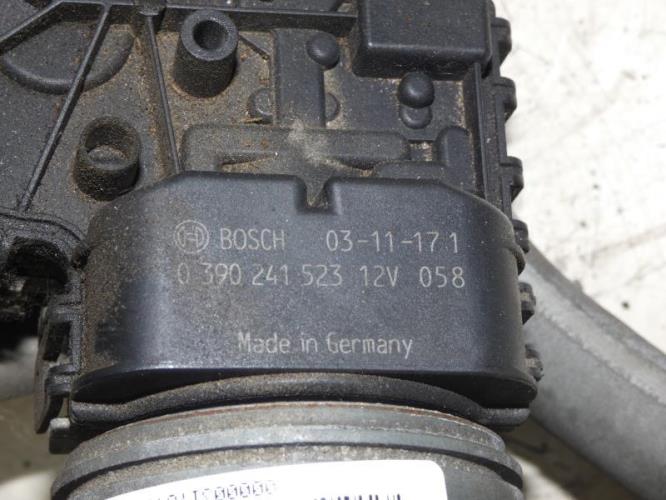 BOSCH 03-11-17 1
0 390 241 523 12V 058
Made in Germany